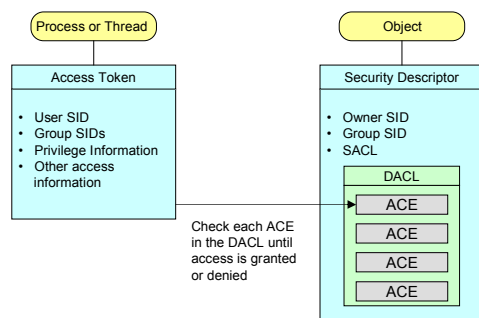 Process or Thread
Access Token
• User SID
• Group SIDs
• Privilege Information
• Other access
information
Object
Security Descriptor
• Owner SID
• Group SID
• SACL
DACL
ACE
ACE
ACE
ACE
Check each ACE
in the DACL until
access is granted
or denied